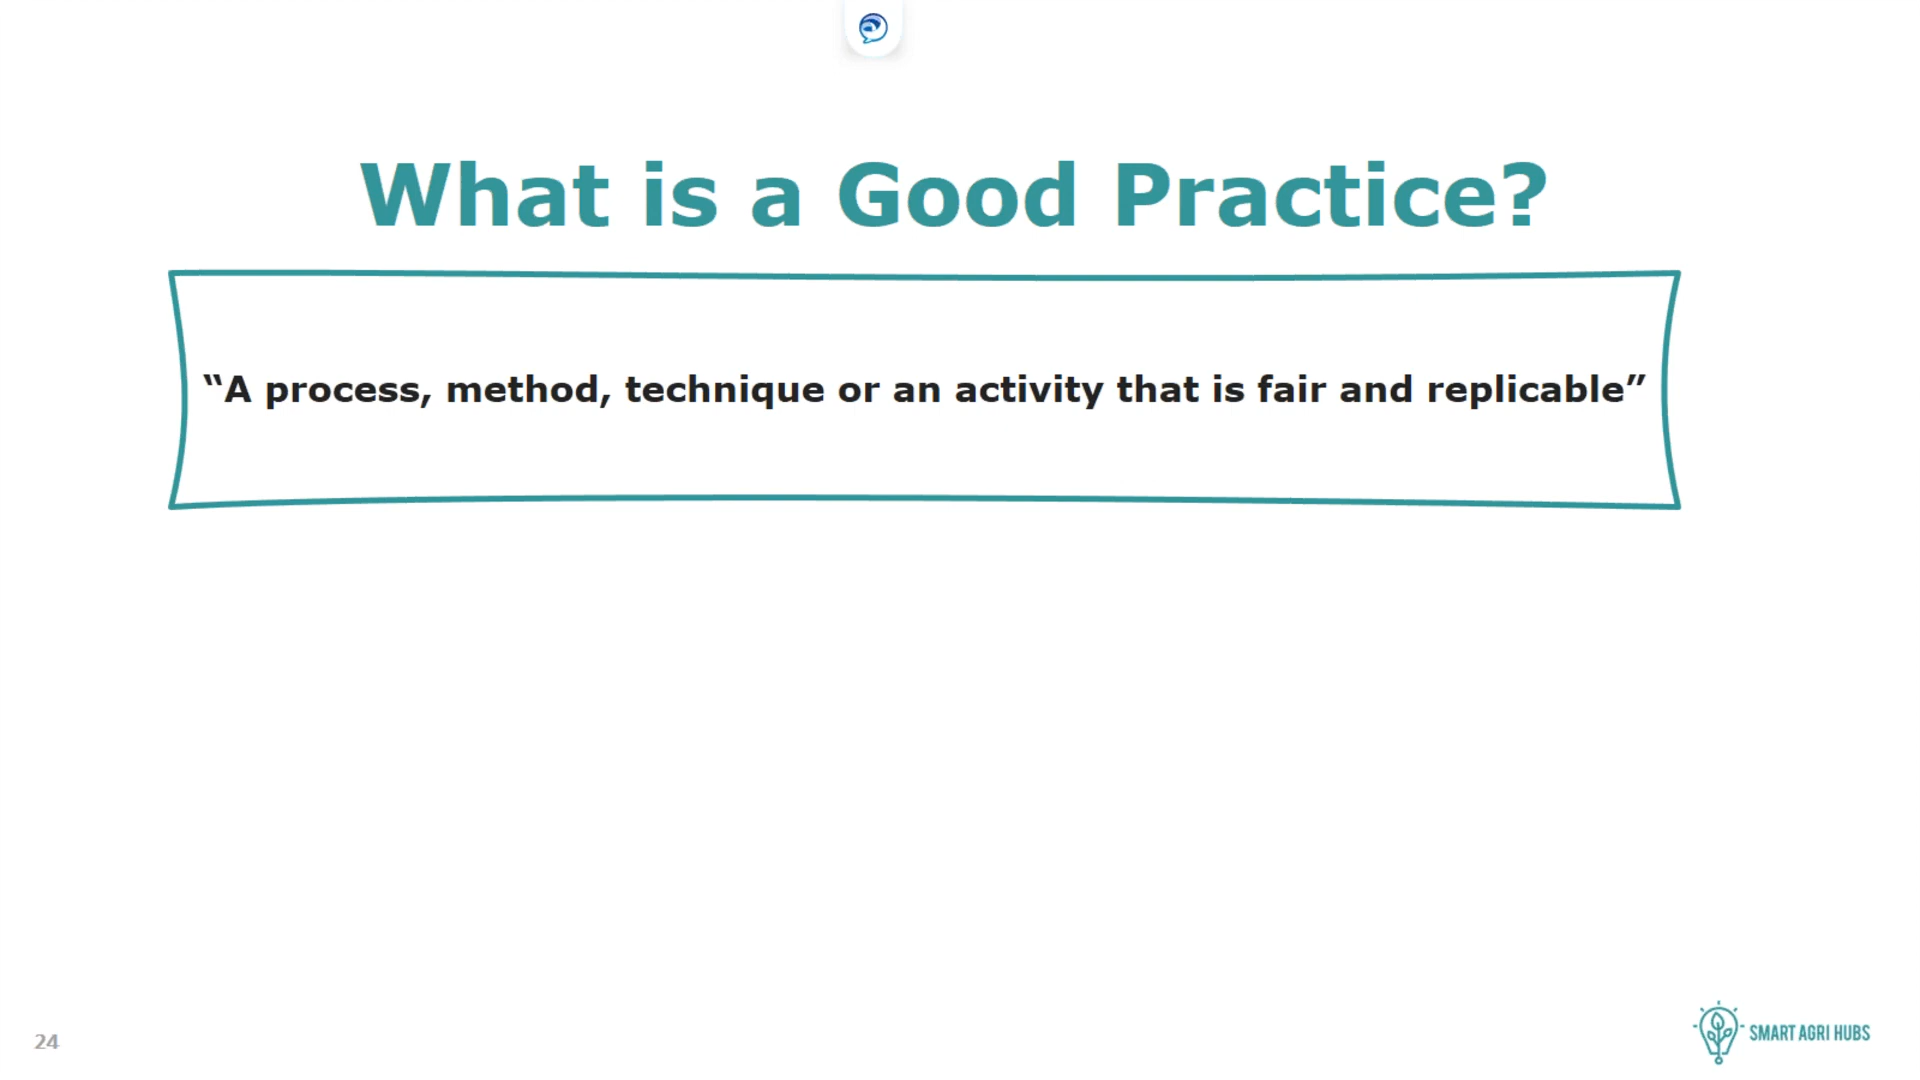 What is a Good Practice?
“A process, method, technique or an activity that is fair and replicable”
24
SMART AGRI HUBS